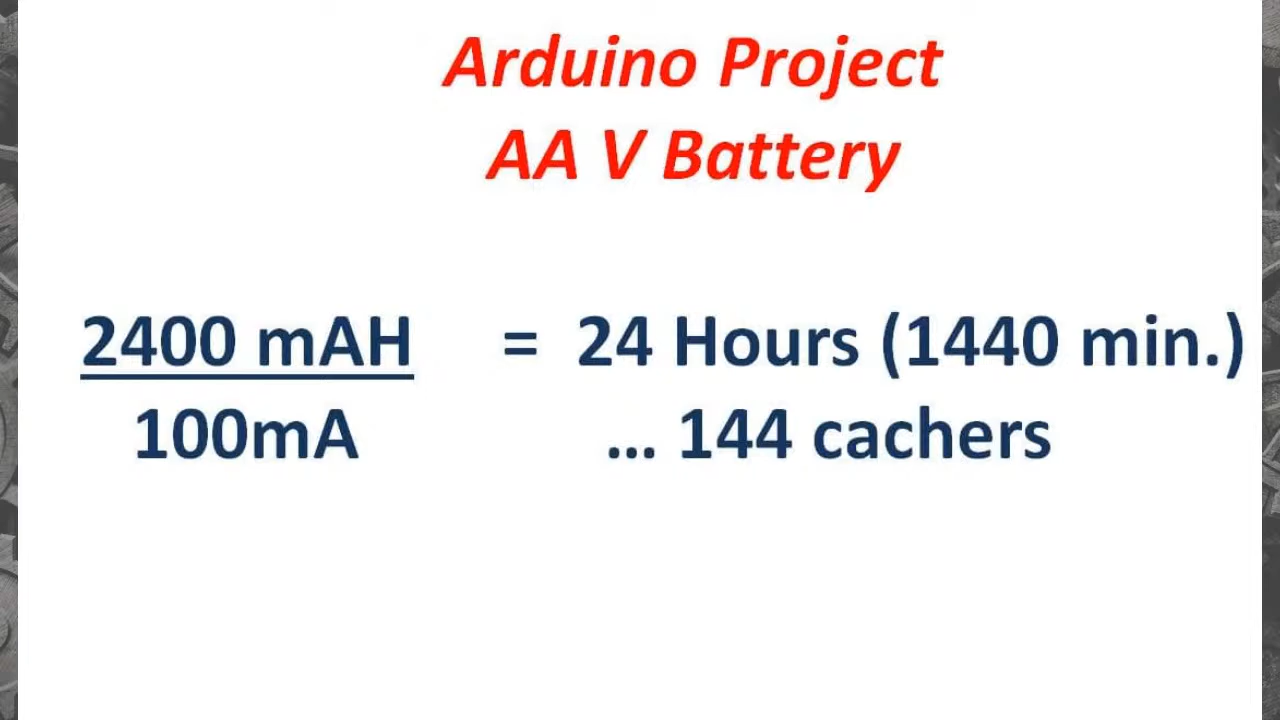 Arduino Project
AA V Battery
2400 mAH = 24 Hours (1440 min.)
100mA ... 144 cachers